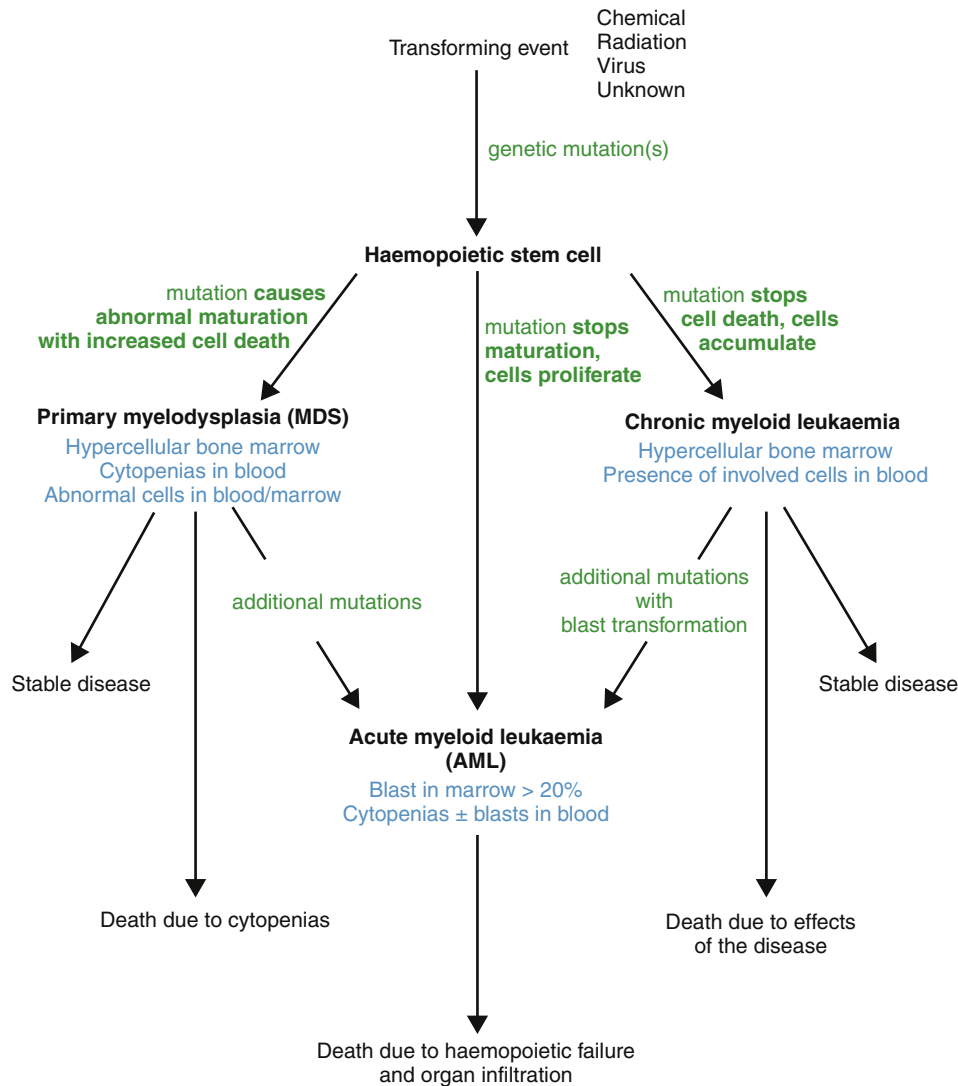 Transforming event
Chemical
Radiation
Virus
Unknown
genetic mutation(s)
Haemopoietic stem cell
mutation causes
abnormal maturation
with increased cell death
mutation stops
maturation,
cells proliferate
mutation stops
cell death, cells
accumulate
Primary myelodysplasia (MDS)
Hypercellular bone marrow
Cytopenias in blood
Abnormal cells in blood/marrow
Chronic myeloid leukaemia
Hypercellular bone marrow
Presence of involved cells in blood
additional mutations
additional mutations
with
blast transformation
Stable disease
Stable disease
Acute myeloid leukaemia
(AML)
Blast in marrow > 20%
Cytopenias ± blasts in blood
Death due to cytopenias
Death due to effects
of the disease
Death due to haemopoietic failure
and organ infiltration